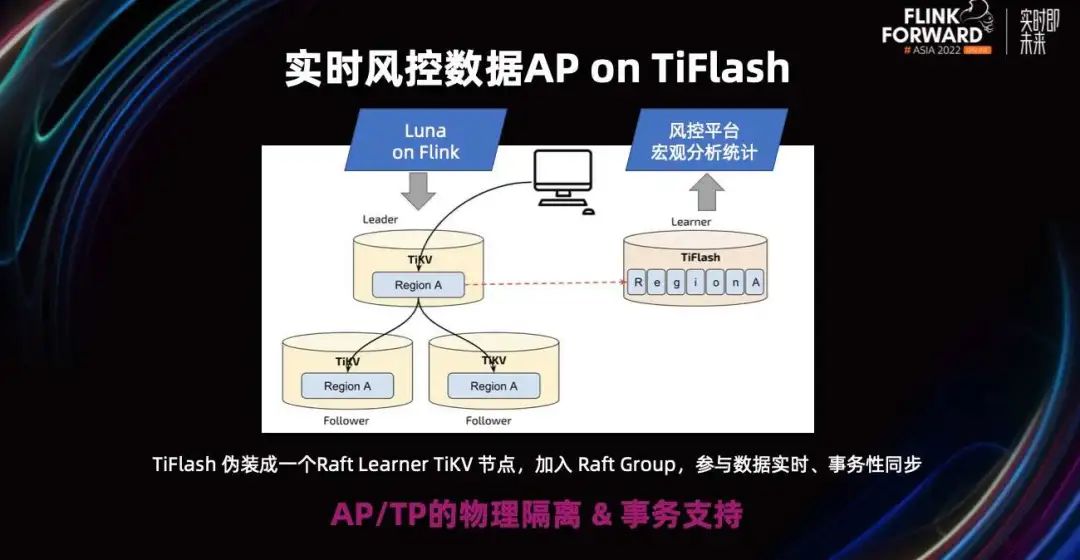 FLINK
FORWARD
# ASIA 2022
ONLINE
实时即
未来
实时风控数据AP on TiFlash
Luna
on Flink
风控平台
宏观分析统计
Leader
Learner
TiKV
Region A
TiFlash
R e g i o n A
TiKV
Region A
TiKV
Region A
Follower
Follower
TiFlash 伪装成一个Raft Learner TiKV 节点，加入 Raft Group，参与数据实时、事务性同步
AP/TP的物理隔离 & 事务支持